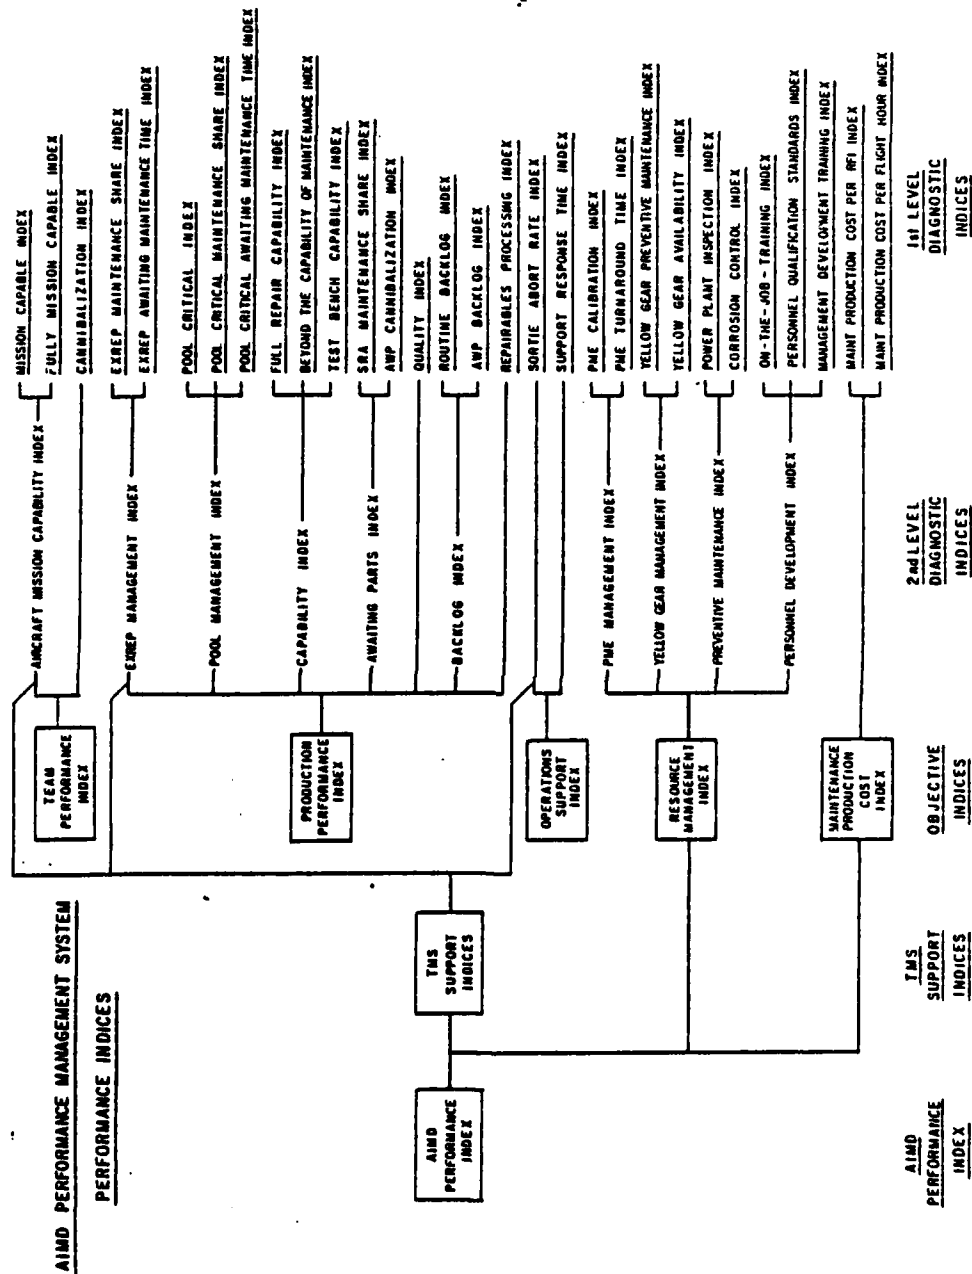 AIMD PERFORMANCE MANAGEMENT SYSTEM
PERFORMANCE INDICES
AIMD
PERFORMANCE
INDEX
TMS
SUPPORT
INDICES
TEAM
PERFORMANCE
INDEX
PRODUCTION
PERFORMANCE
INDEX
OPERATIONS
SUPPORT
INDEX
RESOURCE
MANAGEMENT
INDEX
MAINTENANCE
PRODUCTION
COST
INDEX
AIRCRAFT MISSION CAPABILITY INDEX
EXREP MANAGEMENT INDEX
POOL MANAGEMENT INDEX
CAPABILITY INDEX
AWAITING PARTS INDEX
BACKLOG INDEX
PME MANAGEMENT INDEX
YELLOW GEAR MANAGEMENT INDEX
PREVENTIVE MAINTENANCE INDEX
PERSONNEL DEVELOPMENT INDEX
MISSION CAPABLE INDEX
FULLY MISSION CAPABLE INDEX
CANNIBALIZATION INDEX
EXREP MAINTENANCE SHARE INDEX
EXREP AWAITING MAINTENANCE TIME INDEX
POOL CRITICAL INDEX
POOL CRITICAL MAINTENANCE SHARE INDEX
POOL CRITICAL AWAITING MAINTENANCE TIME INDEX
FULL REPAIR CAPABILITY INDEX
BEYOND THE CAPABILITY OF MAINTENANCE INDEX
TEST BENCH CAPABILITY INDEX
SRA MAINTENANCE SHARE INDEX
AWP CANNIBALIZATION INDEX
QUALITY INDEX
ROUTINE BACKLOG INDEX
AWP BACKLOG INDEX
REPAIRABLES PROCESSING INDEX
SORTIE ABORT RATE INDEX
SUPPORT RESPONSE TIME INDEX
PME CALIBRATION INDEX
PME TURNAROUND TIME INDEX
YELLOW GEAR PREVENTIVE MAINTENANCE INDEX
YELLOW GEAR AVAILABILITY INDEX
POWER PLANT INSPECTION INDEX
CORROSION CONTROL INDEX
ON-THE-JOB-TRAINING INDEX
PERSONNEL QUALIFICATION STANDARDS INDEX
MANAGEMENT DEVELOPMENT TRAINING INDEX
MAINT PRODUCTION COST PER RFI INDEX
MAINT PRODUCTION COST PER FLIGHT HOUR INDEX
AIMD
PERFORMANCE
INDEX
TMS
SUPPORT
INDICES
OBJECTIVE
INDICES
2nd LEVEL
DIAGNOSTIC
INDICES
1st LEVEL
DIAGNOSTIC
INDICES